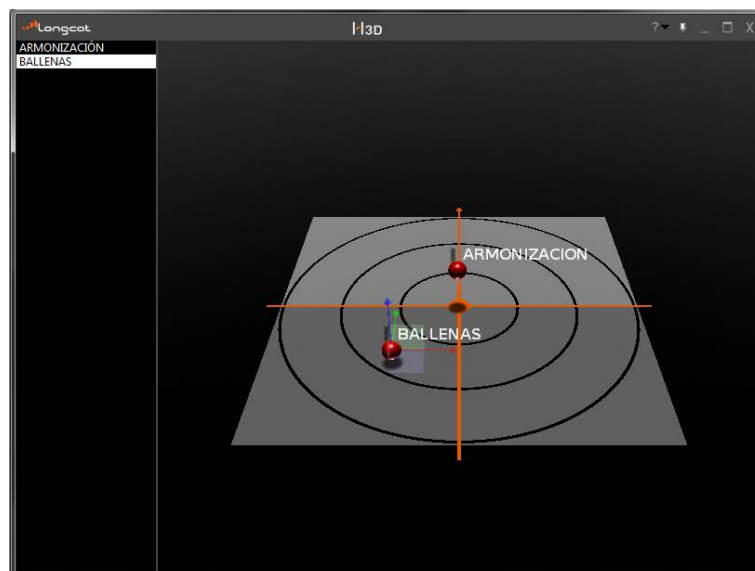 Longcat H3D ? _ X
ARMONIZACIÓN
BALLENAS
ARMONIZACION
BALLENAS